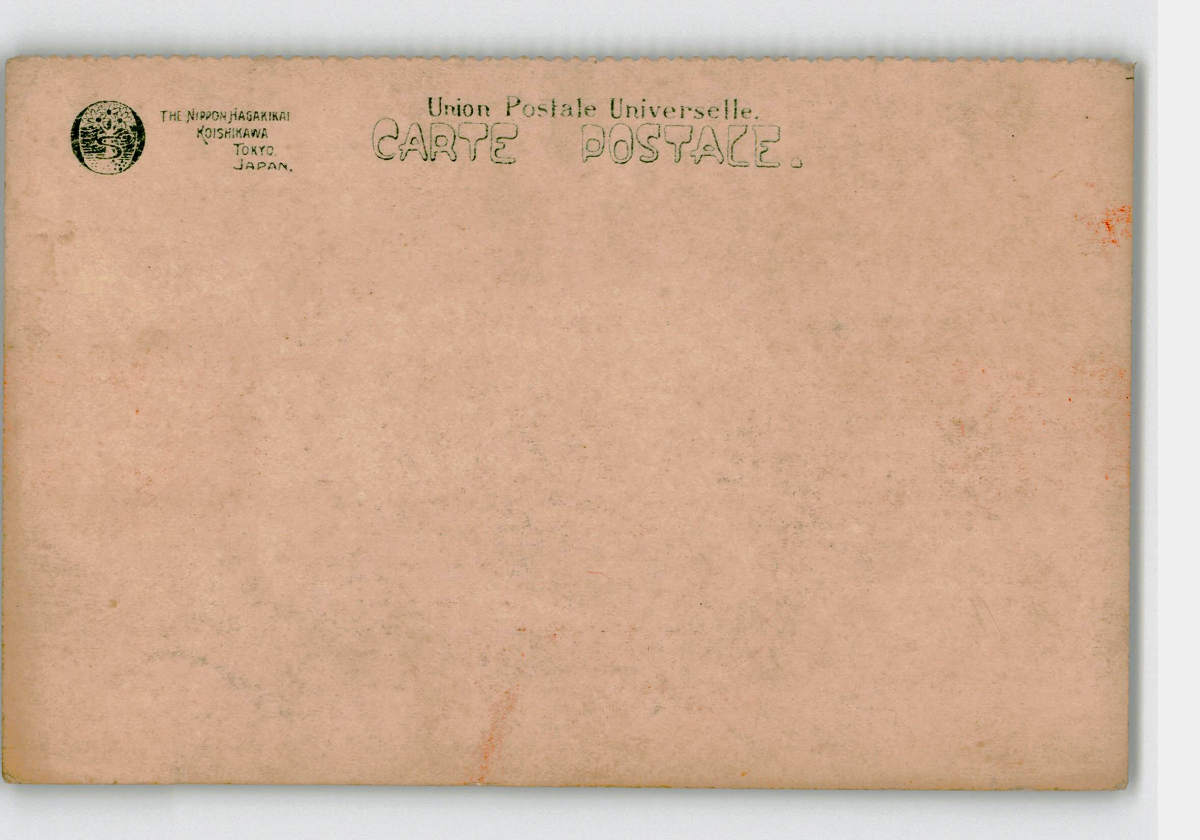 THE NIPPON HAGAKIKAI
KOISHIKAWA
TOKYO.
JAPAN.
Union Postale Universelle.
CARTE POSTALE.